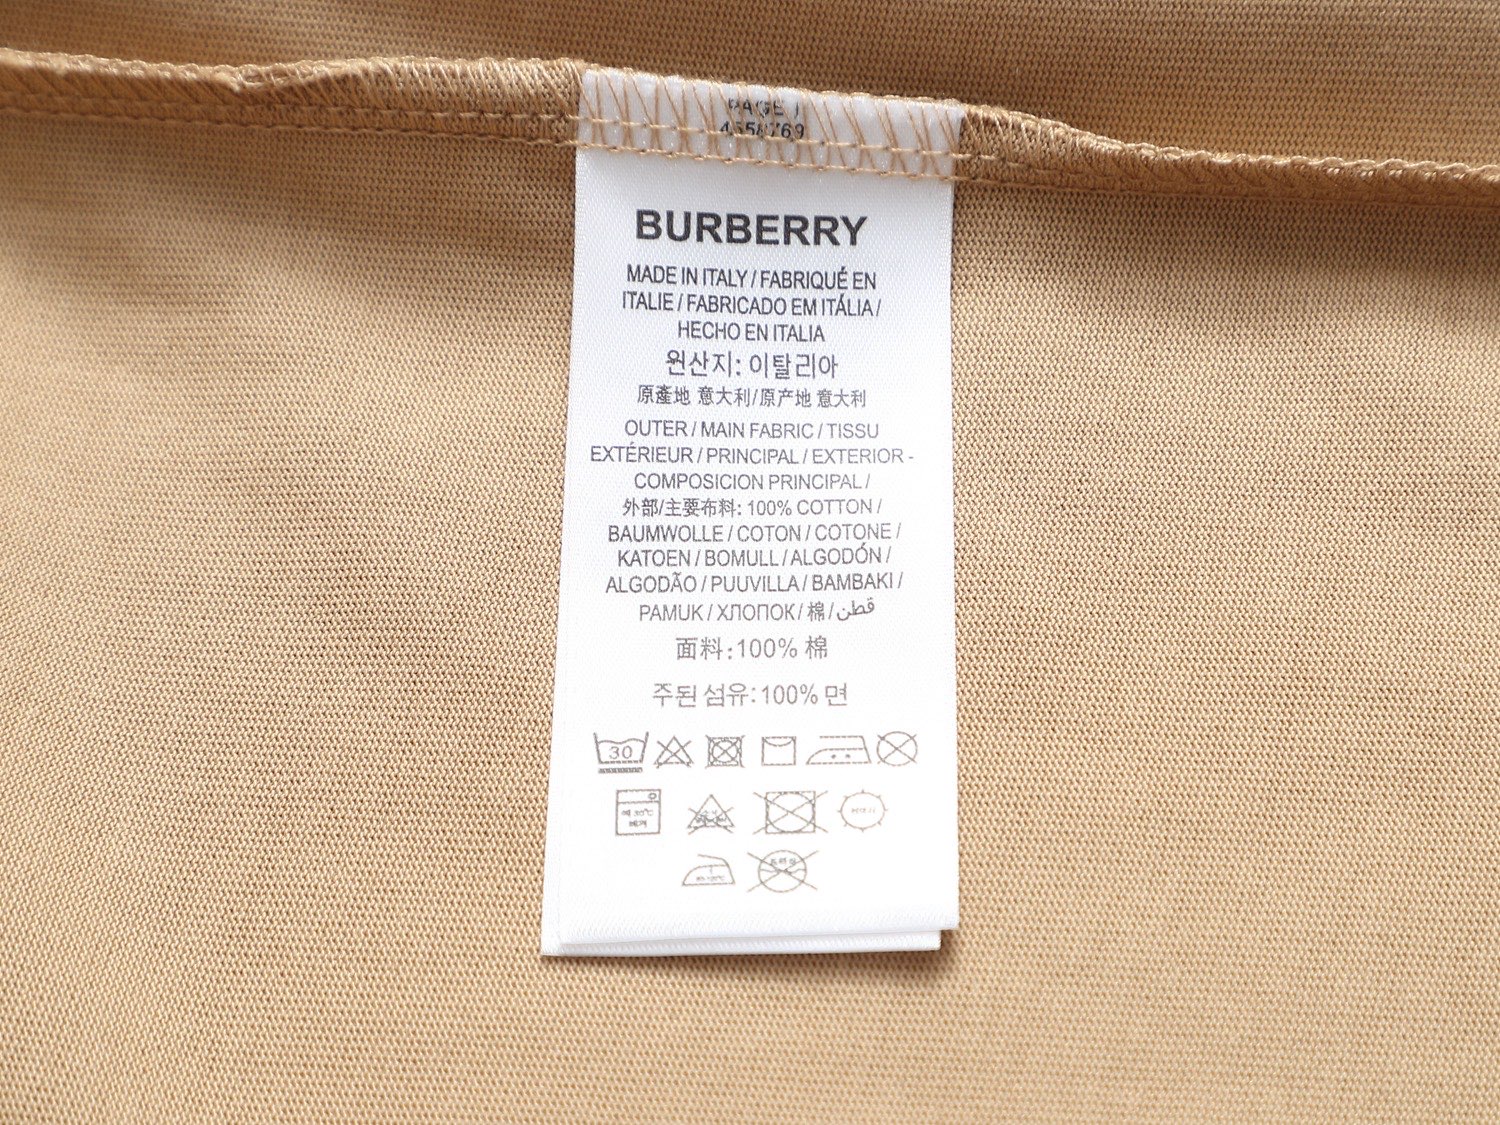 PAGE 1
4558769
BURBERRY
MADE IN ITALY / FABRIQUÉ EN
ITALIE / FABRICADO EM ITÁLIA /
HECHO EN ITALIA
원산지: 이탈리아
原產地 意大利/原产地 意大利
OUTER / MAIN FABRIC / TISSU
EXTÉRIEUR / PRINCIPAL / EXTERIOR -
COMPOSICION PRINCIPAL /
外部/主要布料: 100% COTTON /
BAUMWOLLE / COTON / COTONE /
KATOEN / BOMULL / ALGODÓN /
ALGODÃO / PUUVILLA / BAMBAKI /
PAMUK / ХЛОПОК / 棉 / قطن
面料:100% 棉
주된 섬유:100% 면
30